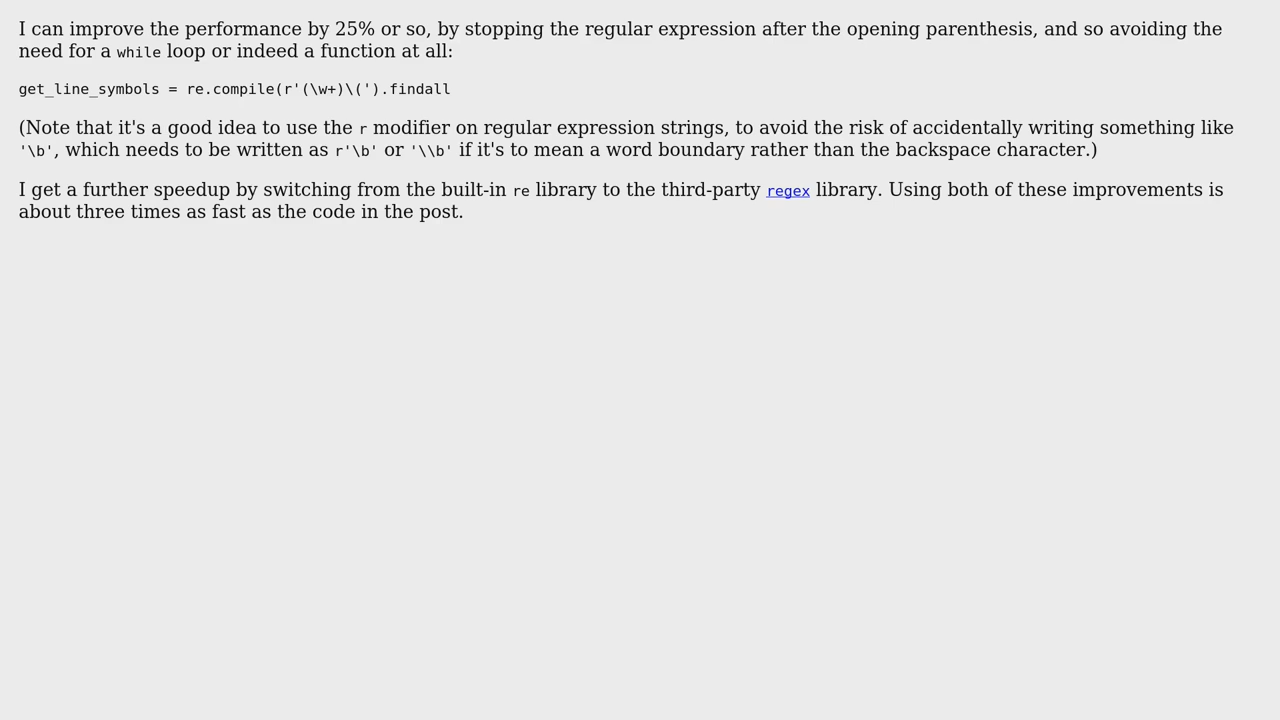 I can improve the performance by 25% or so, by stopping the regular expression after the opening parenthesis, and so avoiding the
need for a while loop or indeed a function at all:
get_line_symbols = re.compile(r'(\w+)\(').findall
(Note that it's a good idea to use the r modifier on regular expression strings, to avoid the risk of accidentally writing something like
'\b', which needs to be written as r'\b' or '\\b' if it's to mean a word boundary rather than the backspace character.)
I get a further speedup by switching from the built-in re library to the third-party regex library. Using both of these improvements is
about three times as fast as the code in the post.